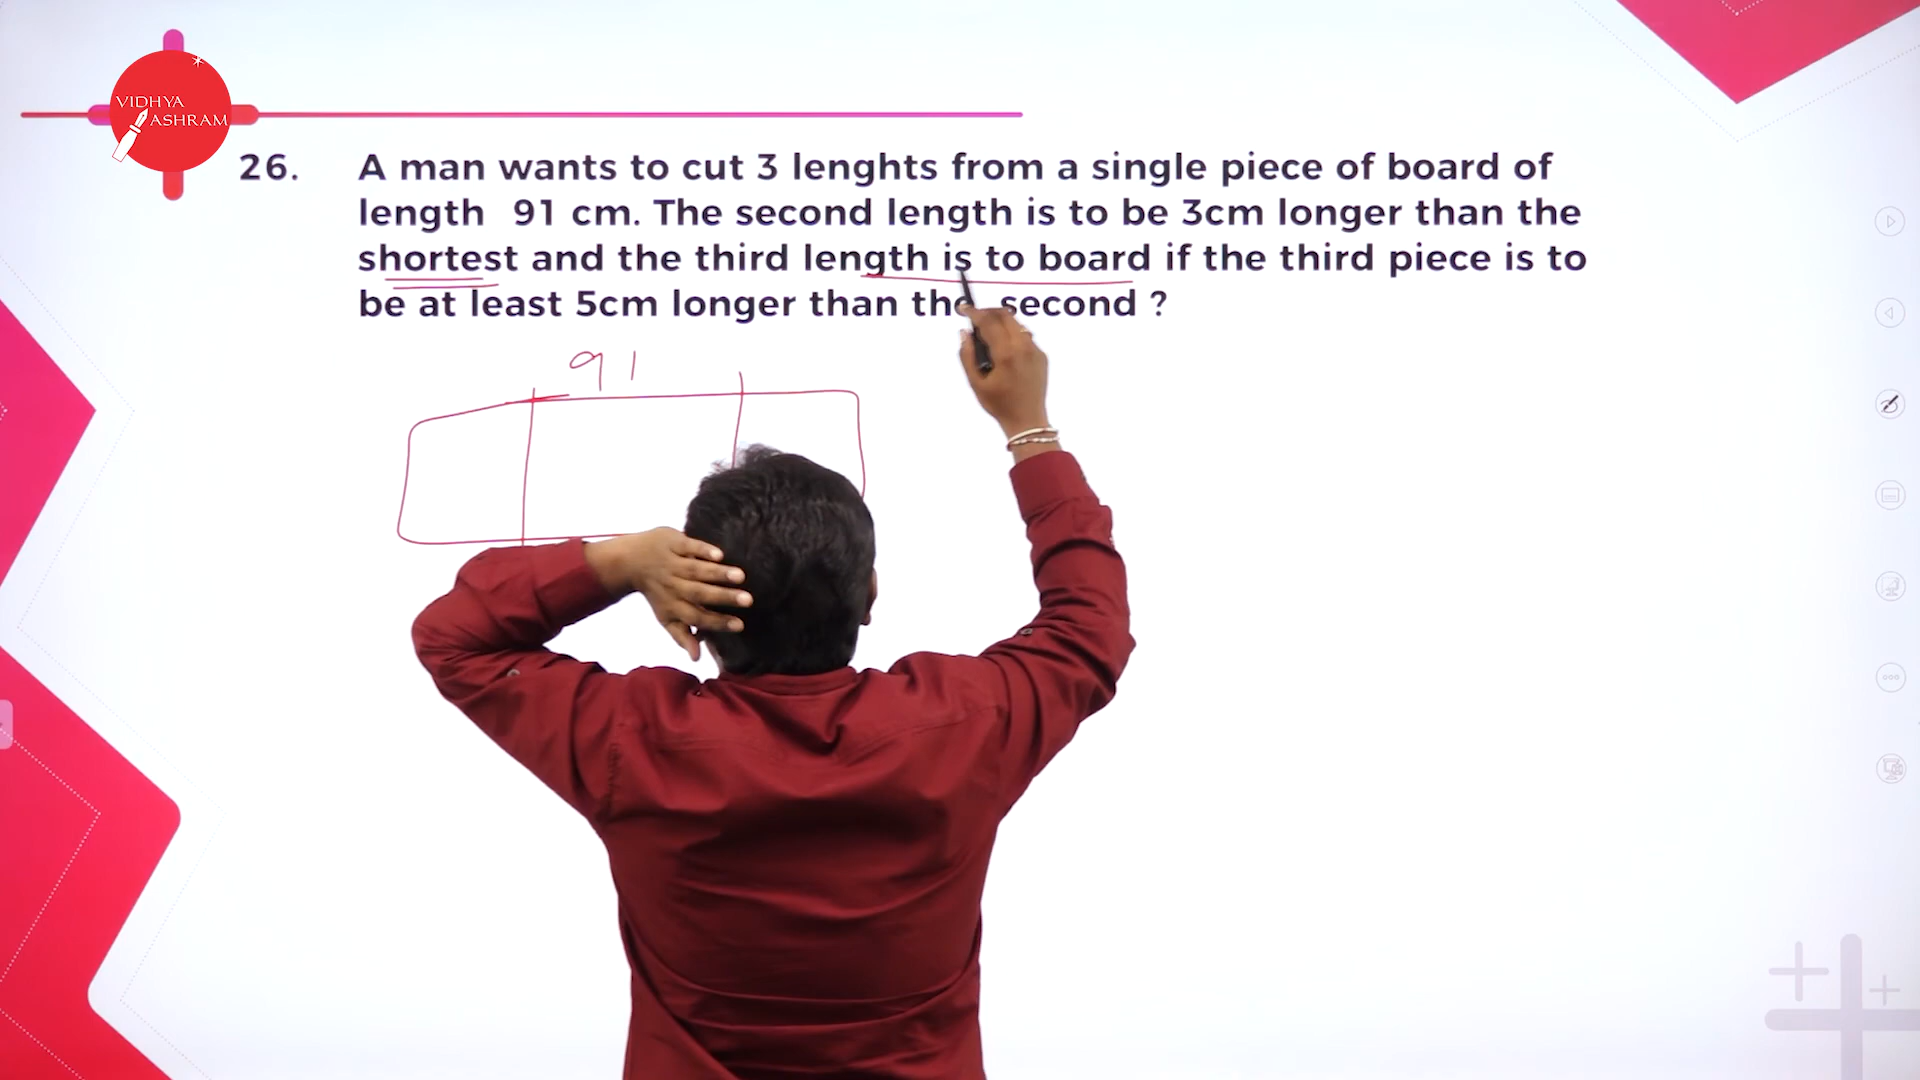 VIDHYA
ASHRAM
26. A man wants to cut 3 lenghts from a single piece of board of
length 91 cm. The second length is to be 3cm longer than the
shortest and the third length is to board if the third piece is to
be at least 5cm longer than the second ?
91